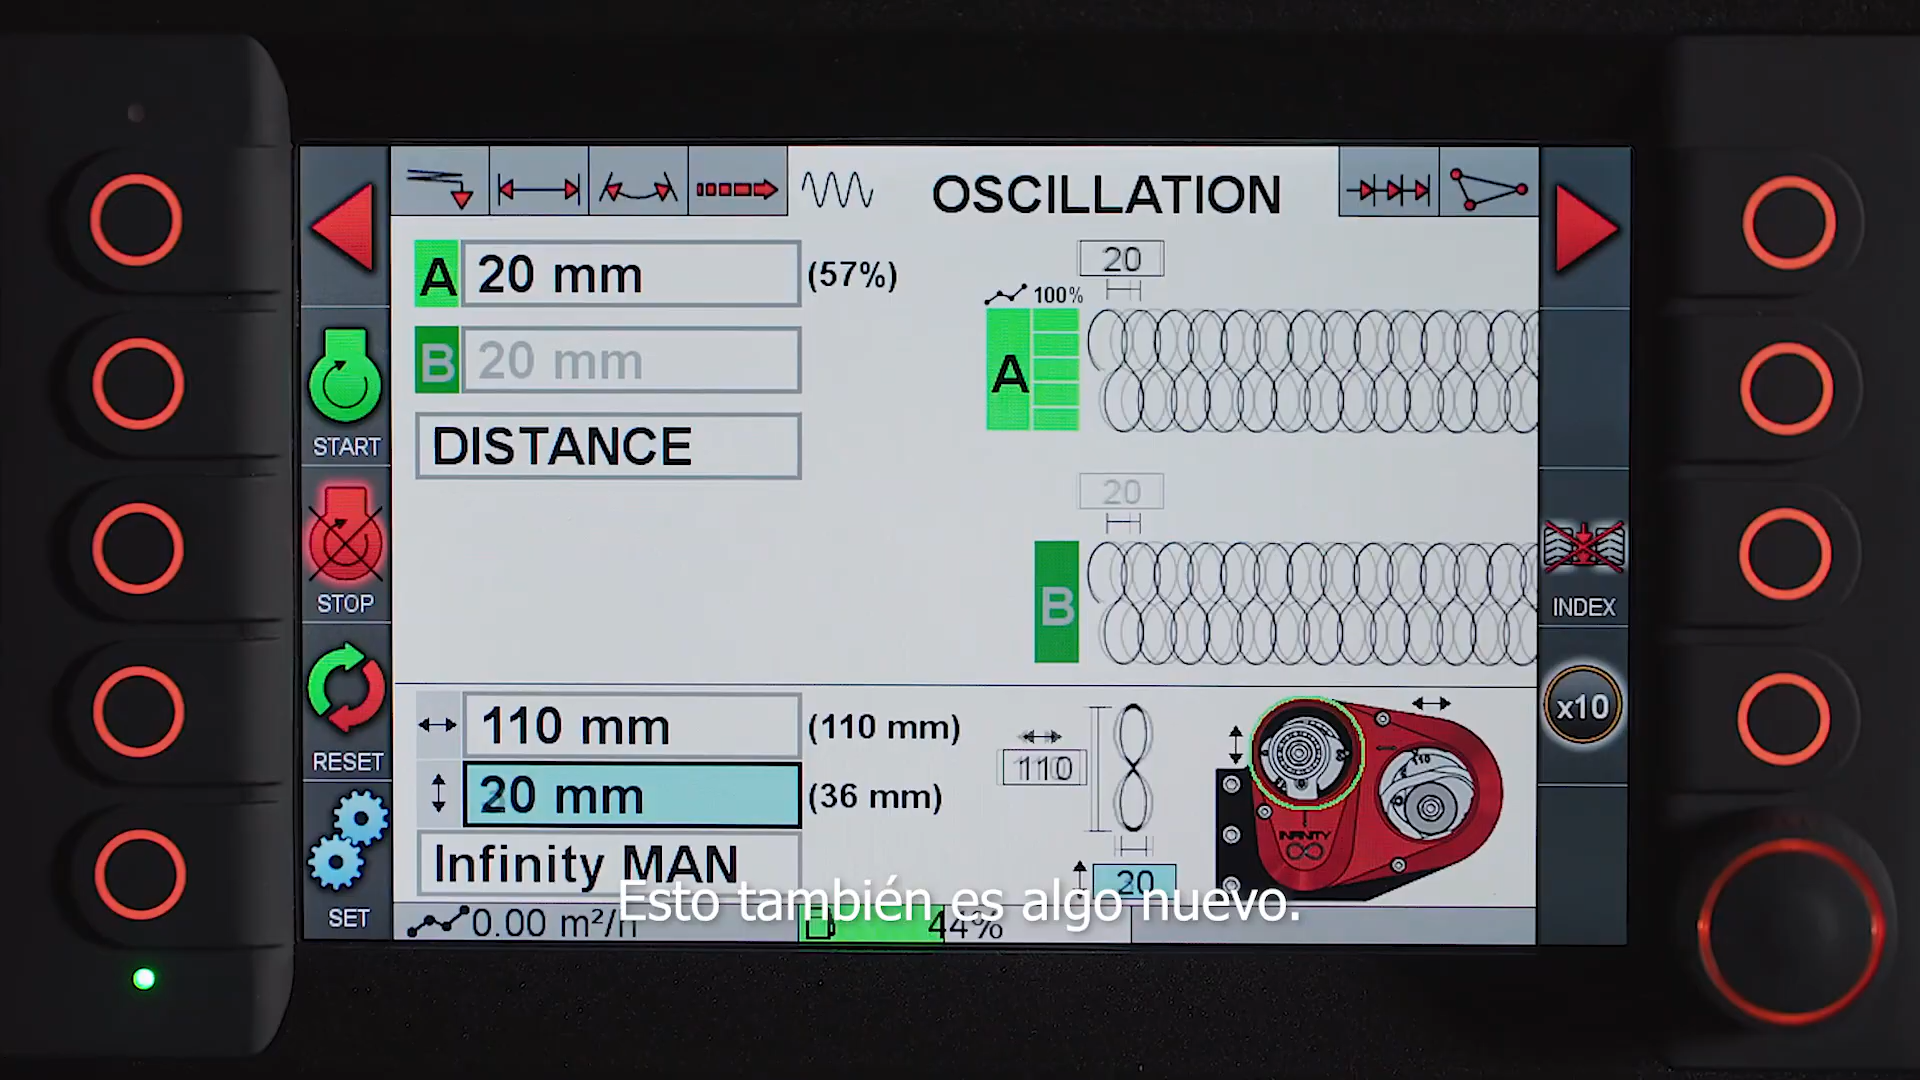 OSCILLATION
A 20 mm (57%)
B 20 mm
DISTANCE
START
STOP
RESET
SET
20
100%
A
20
B
INDEX
x10
110 mm (110 mm)
20 mm (36 mm)
Infinity MAN
110
20
INFINITY
0.00 m²/h
44%
Esto también es algo nuevo.